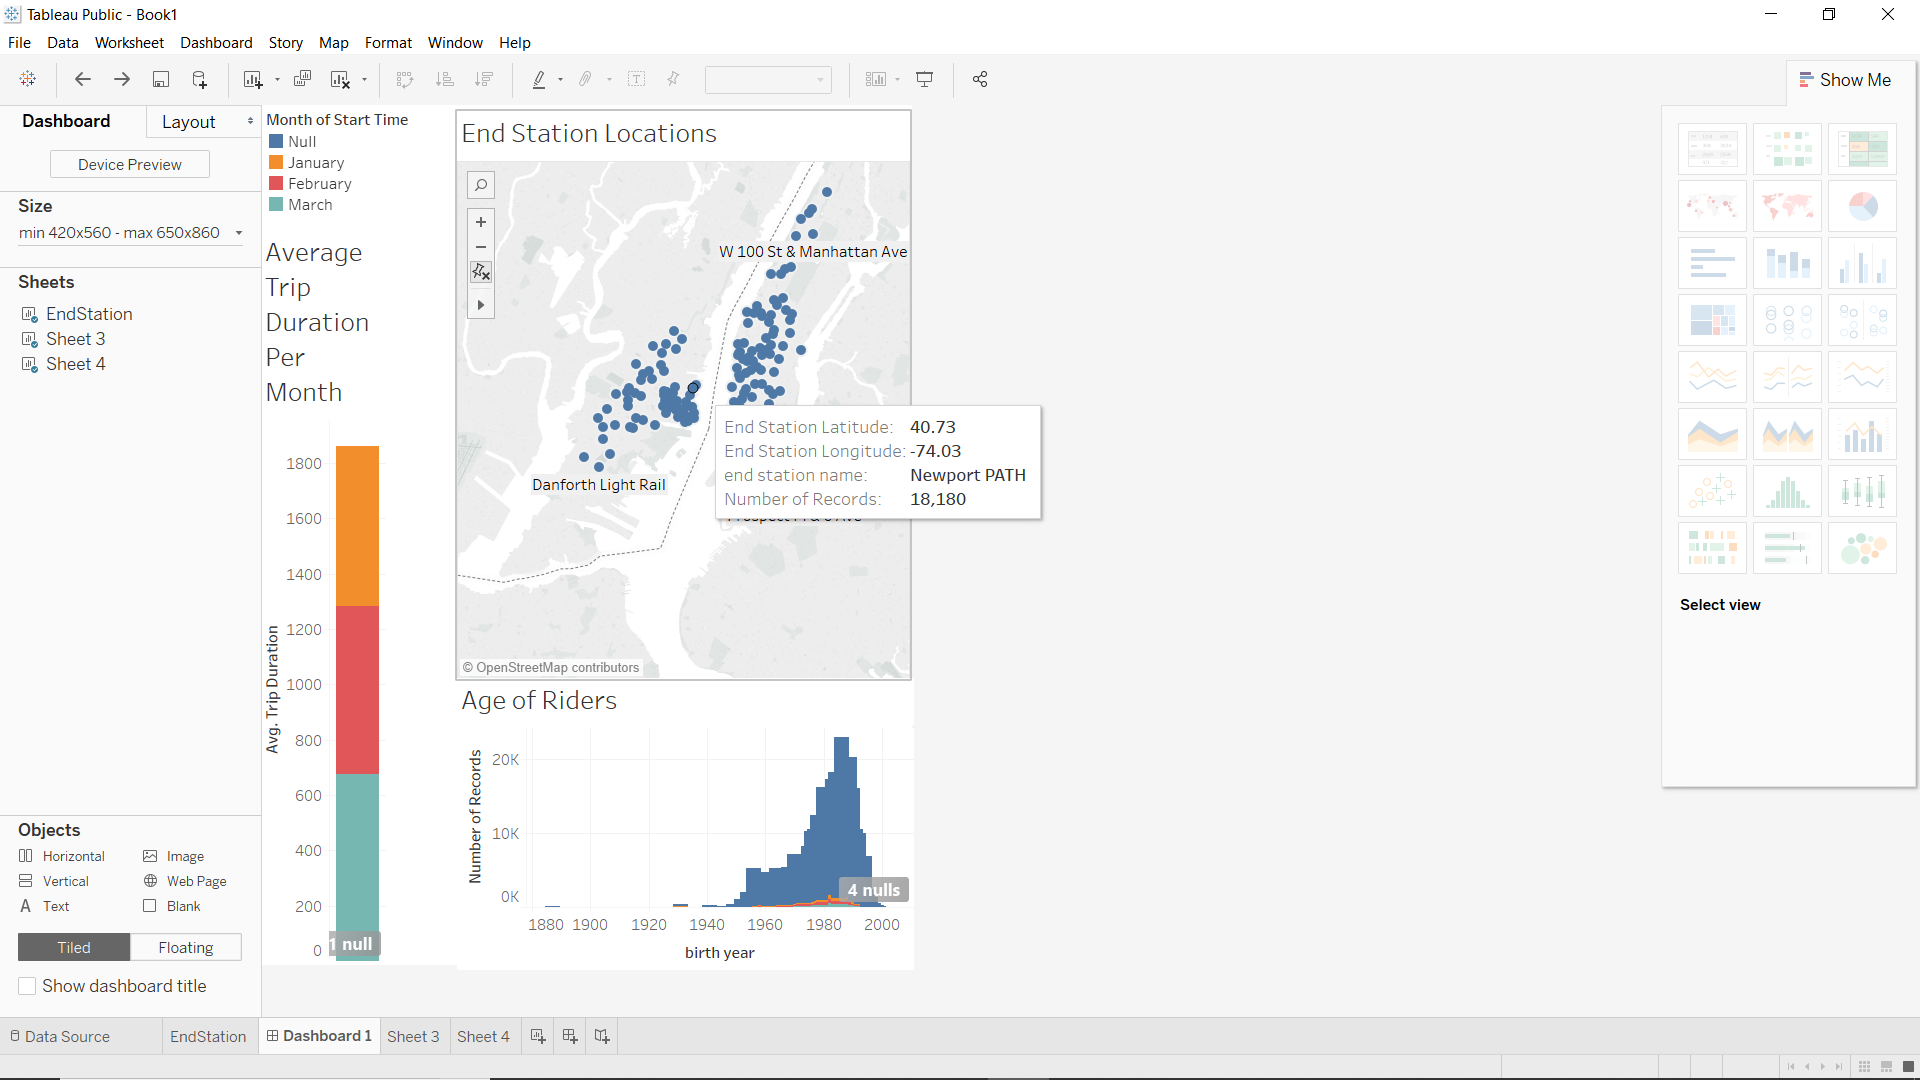 Tableau Public - Book1
File Data Worksheet Dashboard Story Map Format Window Help
Show Me
Dashboard
Layout
Device Preview
Size
min 420x560 - max 650x860
Sheets
EndStation
Sheet 3
Sheet 4
Objects
Horizontal
Image
Vertical
Web Page
A Text
Blank
Tiled
Floating
Show dashboard title
Month of Start Time
Null
January
February
March
Average
Trip
Duration
Per
Month
Avg. Trip Duration
1800
1600
1400
1200
1000
800
600
400
200
0
1 null
End Station Locations
W 100 St & Manhattan Ave
Danforth Light Rail
End Station Latitude: 40.73
End Station Longitude: -74.03
end station name: Newport PATH
Number of Records: 18,180
© OpenStreetMap contributors
Age of Riders
Number of Records
20K
10K
0K
4 nulls
1880 1900 1920 1940 1960 1980 2000
birth year
Select view
Data Source
EndStation
Dashboard 1
Sheet 3
Sheet 4